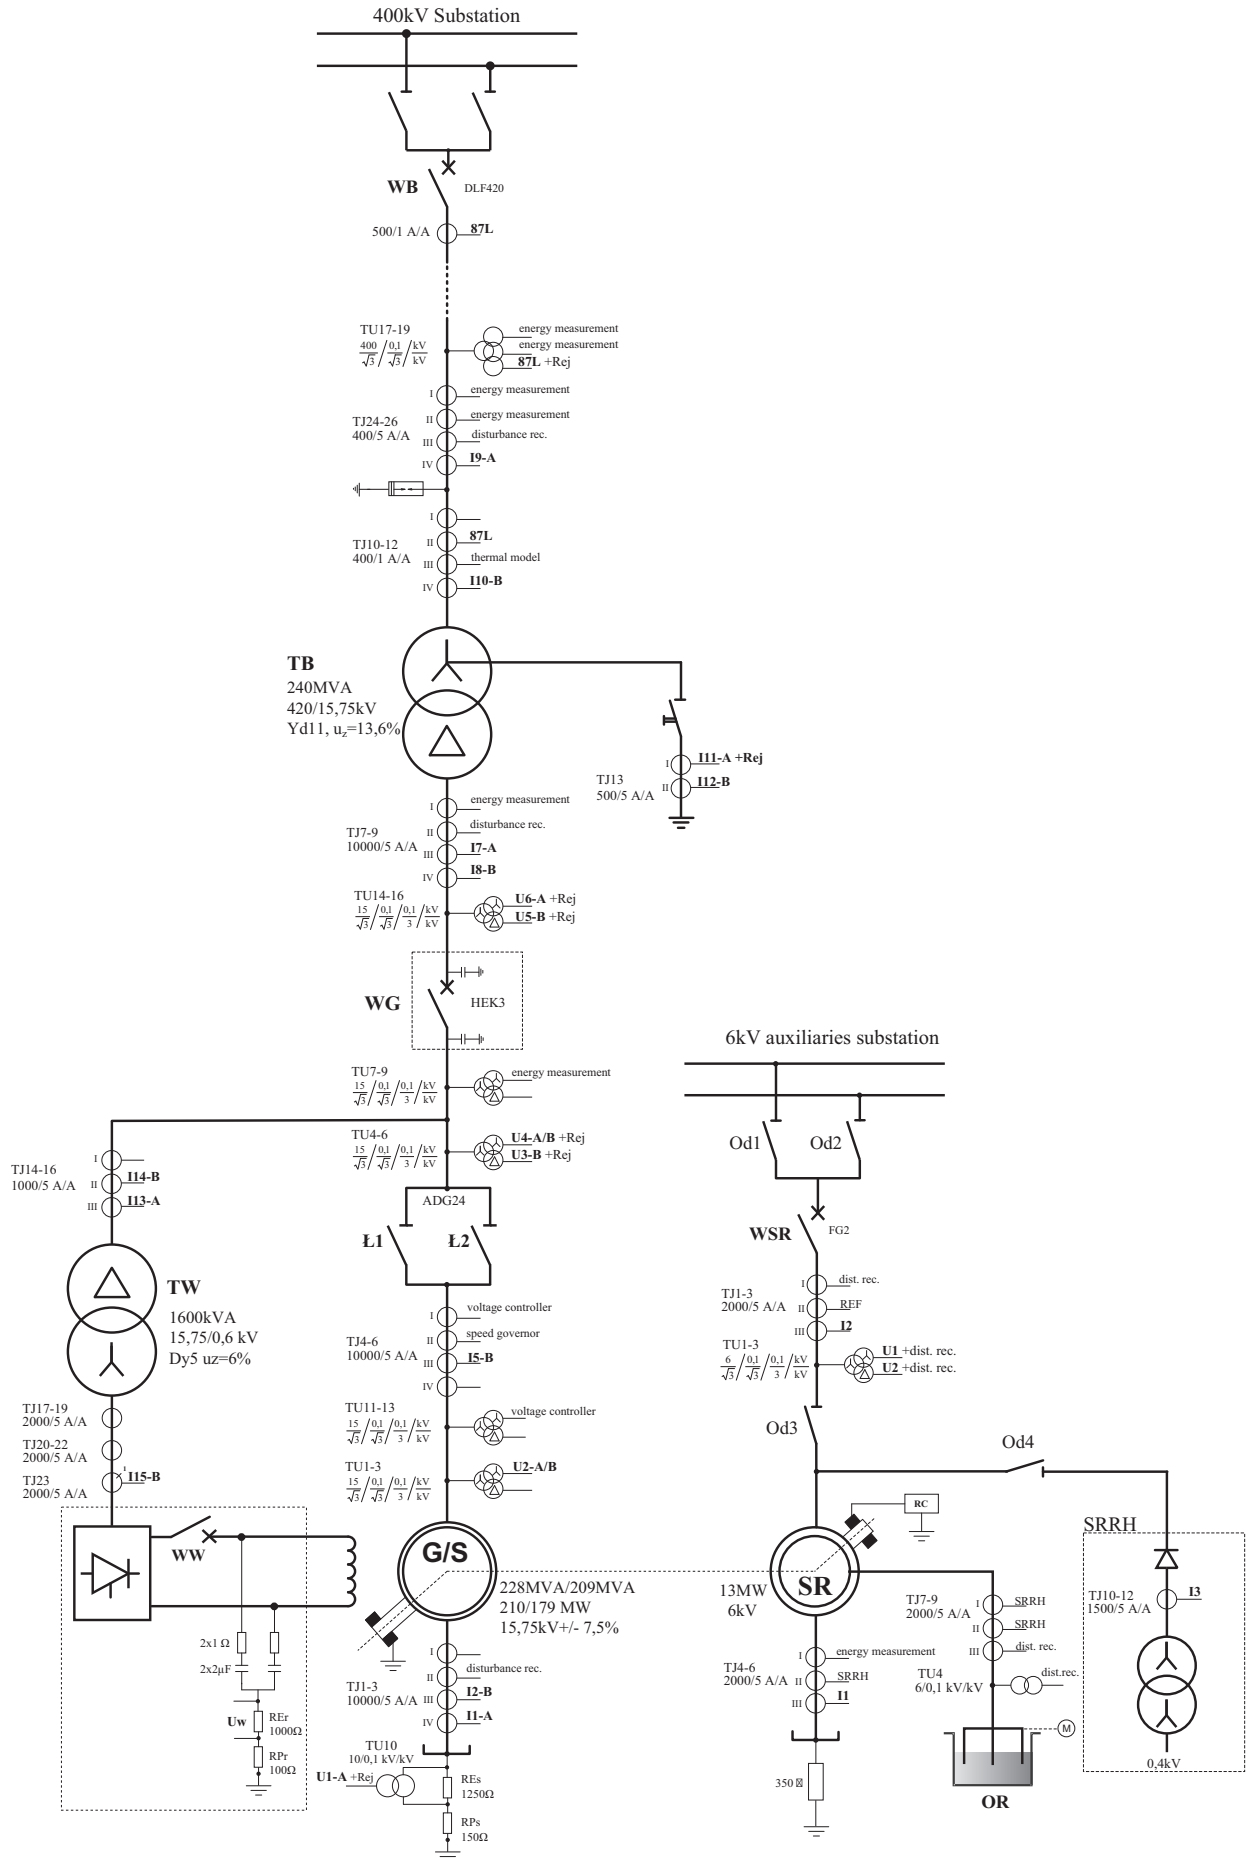 400kV Substation
WB
DLF420
500/1 A/A
87L
TU17-19
400/√3 / 0,1/√3 / kV/kV
energy measurement
energy measurement
87L +Rej
I
energy measurement
TJ24-26
400/5 A/A
II
energy measurement
III
disturbance rec.
IV
I9-A
I
TJ10-12
400/1 A/A
II
87L
III
thermal model
IV
I10-B
TB
240MVA
420/15,75kV
Yd11, uz=13,6%
I
I11-A +Rej
TJ13
500/5 A/A
II
I12-B
I
energy measurement
TJ7-9
10000/5 A/A
II
disturbance rec.
III
I7-A
IV
I8-B
TU14-16
15/√3 / 0,1/√3 / 0,1/3 / kV/kV
U6-A +Rej
U5-B +Rej
WG
HEK3
TU7-9
15/√3 / 0,1/√3 / 0,1/3 / kV/kV
energy measurement
TU4-6
15/√3 / 0,1/√3 / 0,1/3 / kV/kV
U4-A/B +Rej
U3-B +Rej
ADG24
Ł1
Ł2
TJ14-16
1000/5 A/A
I
II
I14-B
III
I13-A
TW
1600kVA
15,75/0,6 kV
Dy5 uz=6%
TJ17-19
2000/5 A/A
TJ20-22
2000/5 A/A
TJ23
2000/5 A/A
I
I15-B
I
voltage controller
TJ4-6
10000/5 A/A
II
speed governor
III
I5-B
IV
TU11-13
15/√3 / 0,1/√3 / 0,1/3 / kV/kV
voltage controller
TU1-3
15/√3 / 0,1/√3 / 0,1/3 / kV/kV
U2-A/B
WW
G/S
228MVA/209MVA
210/179 MW
15,75kV+/- 7,5%
2x1 Ω
2x2µF
Uw
REr
1000Ω
RPr
100Ω
I
TJ1-3
10000/5 A/A
II
disturbance rec.
III
I2-B
IV
I1-A
TU10
10/0,1 kV/kV
U1-A +Rej
REs
1250Ω
RPs
150Ω
6kV auxiliaries substation
Od1
Od2
WSR
FG2
I
dist. rec.
TJ1-3
2000/5 A/A
II
REF
III
I2
TU1-3
6/√3 / 0,1/√3 / 0,1/3 / kV/kV
U1 +dist. rec.
U2 +dist. rec.
Od3
Od4
RC
SR
13MW
6kV
I
energy measurement
TJ4-6
2000/5 A/A
II
SRRH
III
I1
350
TJ7-9
2000/5 A/A
I
SRRH
II
SRRH
III
dist. rec.
TU4
6/0,1 kV/kV
dist.rec.
M
OR
SRRH
TJ10-12
1500/5 A/A
I3
0,4kV